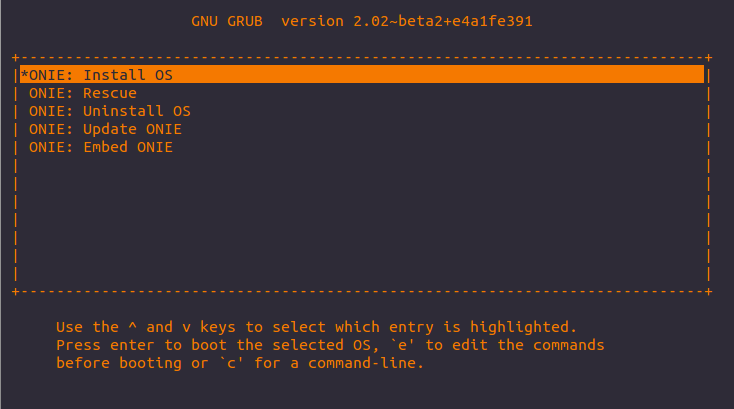 GNU GRUB  version 2.02~beta2+e4a1fe391
+----------------------------------------------------------------------------+
|*ONIE: Install OS                                                           |
| ONIE: Rescue                                                               |
| ONIE: Uninstall OS                                                         |
| ONIE: Update ONIE                                                          |
| ONIE: Embed ONIE                                                           |
+----------------------------------------------------------------------------+
Use the ^ and v keys to select which entry is highlighted.
Press enter to boot the selected OS, `e' to edit the commands
before booting or `c' for a command-line.